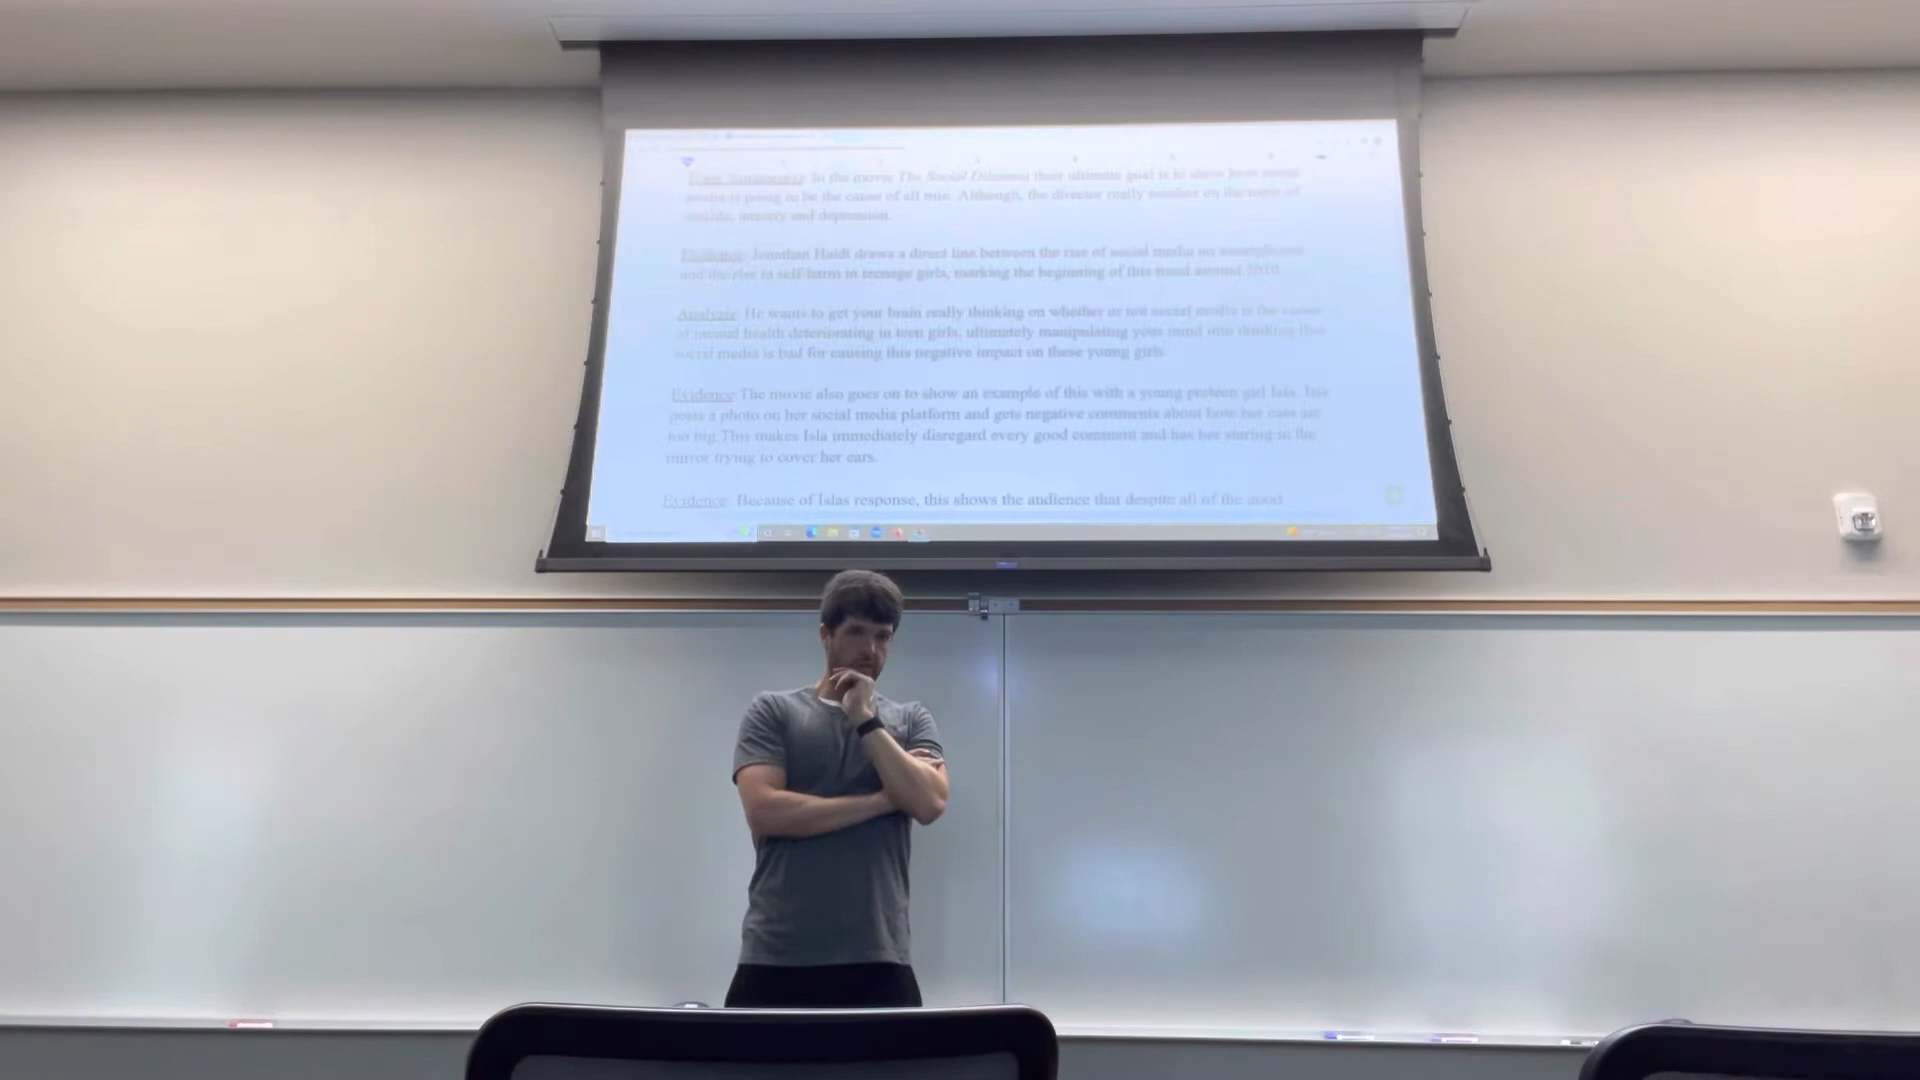 In the movie The Social Dilemma their ultimate goal is to show how social
media is going to be the cause of all ruin. Although, the director really touches on the topic of
suicide, anxiety and depression.
Evidence: Jonathan Haidt draws a direct line between the rise of social media on smartphones
and the rise in self-harm in teenage girls, marking the beginning of this trend around 2010.
Analysis: He wants to get your brain really thinking on whether or not social media is the cause
of mental health deteriorating in teen girls, ultimately manipulating your mind into thinking that
social media is bad for causing this negative impact on these young girls.
Evidence:The movie also goes on to show an example of this with a young preteen girl Isla. Isla
posts a photo on her social media platform and gets negative comments about how her ears are
too big.This makes Isla immediately disregard every good comment and has her staring in the
mirror trying to cover her ears.
Evidence: Because of Islas response, this shows the audience that despite all of the good